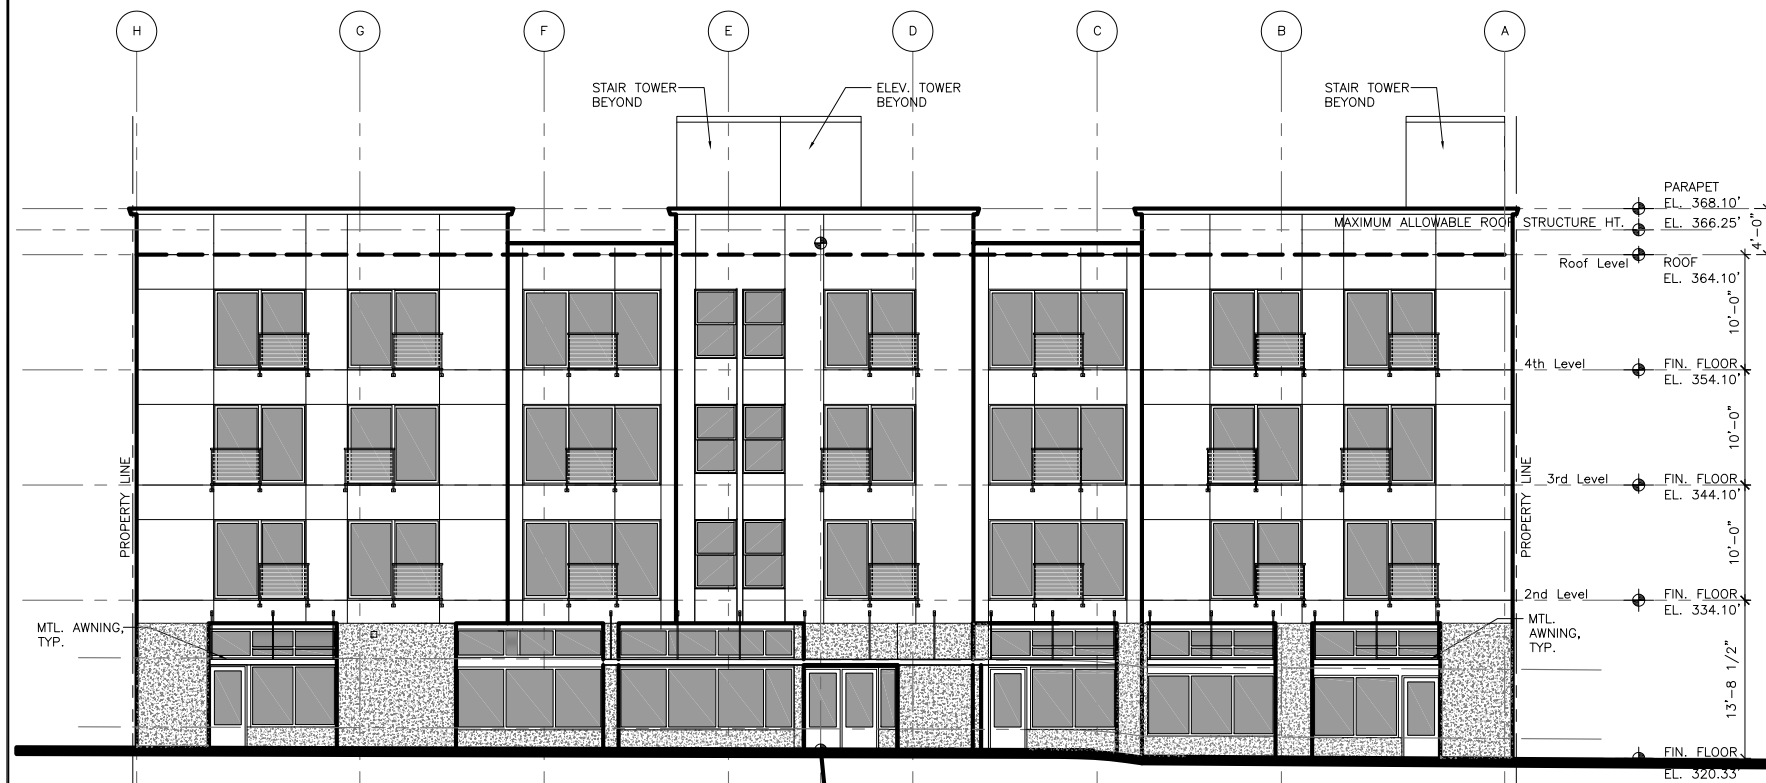 H
G
F
E
D
C
B
A
STAIR TOWER
BEYOND
ELEV. TOWER
BEYOND
STAIR TOWER
BEYOND
PARAPET
EL. 368.10'
MAXIMUM ALLOWABLE ROOF STRUCTURE HT.
EL. 366.25'
4'-0"
Roof Level
ROOF
EL. 364.10'
10'-0"
4th Level
FIN. FLOOR
EL. 354.10'
10'-0"
PROPERTY LINE
PROPERTY LINE
3rd Level
FIN. FLOOR
EL. 344.10'
10'-0"
2nd Level
FIN. FLOOR
EL. 334.10'
MTL. AWNING,
TYP.
MTL.
AWNING,
TYP.
13'-8 1/2"
FIN. FLOOR
EL. 320.33'